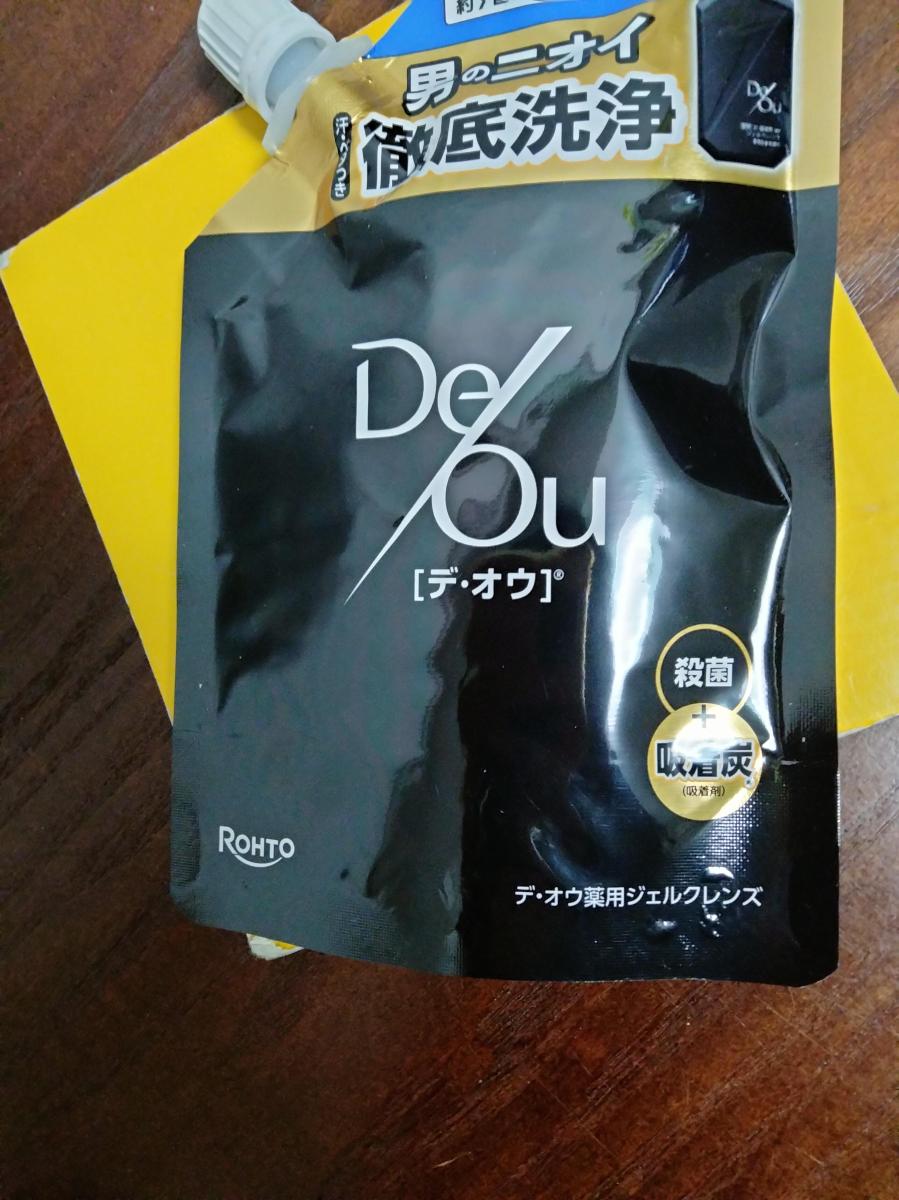 男のニオイ
汗・ベタつき
徹底洗浄
De/Ou
De/Ou
[デ・オウ]®
殺菌
+
吸着炭
(吸着剤)
ROHTO
デ・オウ薬用ジェルクレンズ